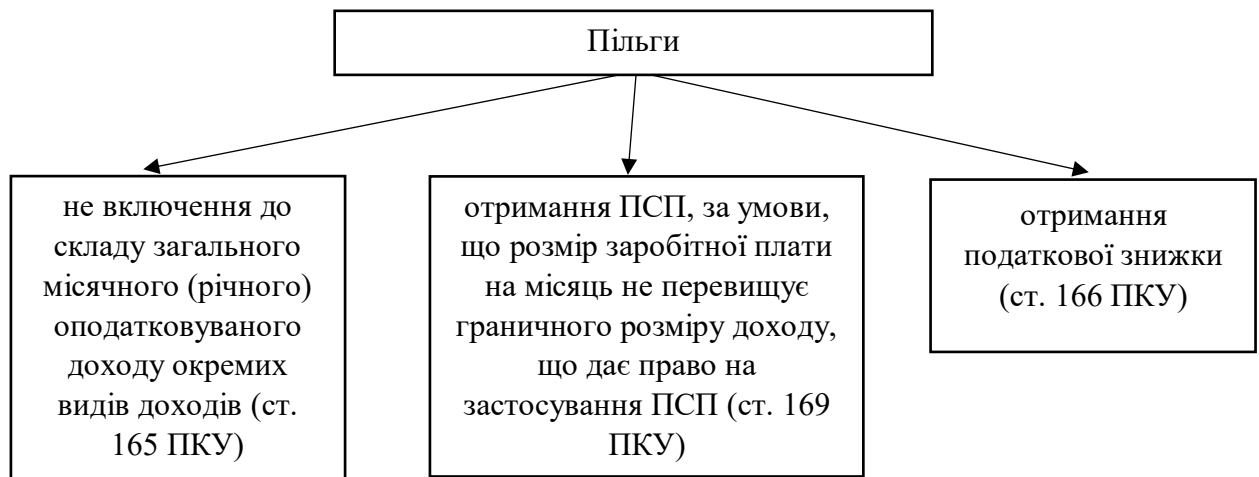 Пільги
не включення до
складу загального
місячного (річного)
оподатковуваного
доходу окремих
видів доходів (ст.
165 ПКУ)
отримання ПСП, за умови,
що розмір заробітної плати
на місяць не перевищує
граничного розміру доходу,
що дає право на
застосування ПСП (ст. 169
ПКУ)
отримання
податкової знижки
(ст. 166 ПКУ)